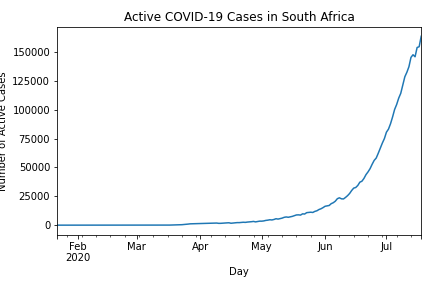 Active COVID-19 Cases in South Africa
Number of Active Cases
150000
125000
100000
75000
50000
25000
0
Feb
2020
Mar
Apr
May
Jun
Jul
Day